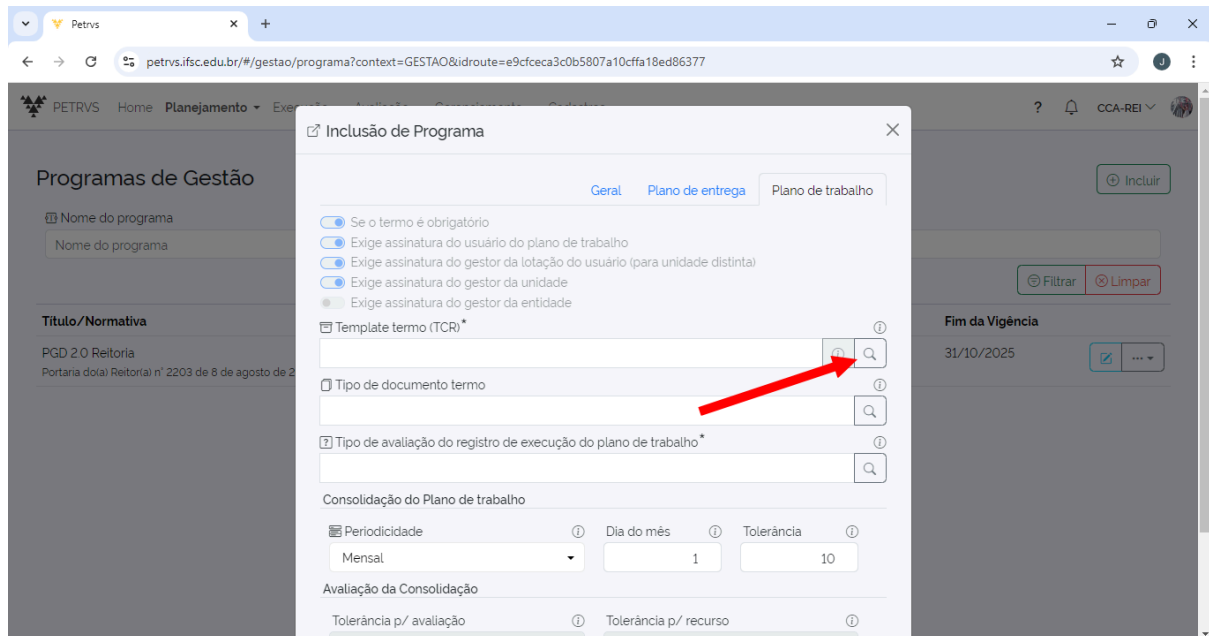 Petrvs
petrvs.ifsc.edu.br/#/gestao/programa?context=GESTAO&idroute=e9cfceca3c0b5807a10cffa18ed86377
J
PETRVS Home Planejamento Execução Avaliação Gerenciamento Cadastros ? CCA-REI
Inclusão de Programa
Programas de Gestão
Incluir
Geral Plano de entrega Plano de trabalho
Nome do programa
Nome do programa
Se o termo é obrigatório
Exige assinatura do usuário do plano de trabalho
Exige assinatura do gestor da lotação do usuário (para unidade distinta)
Exige assinatura do gestor da unidade
Exige assinatura do gestor da entidade
Filtrar Limpar
Título/Normativa
Fim da Vigência
Template termo (TCR)*
PGD 2.0 Reitoria
31/10/2025
Portaria do(a) Reitor(a) n° 2203 de 8 de agosto de 2
Tipo de documento termo
Tipo de avaliação do registro de execução do plano de trabalho*
Consolidação do Plano de trabalho
Periodicidade Dia do mês Tolerância
Mensal 1 10
Avaliação da Consolidação
Tolerância p/ avaliação Tolerância p/ recurso